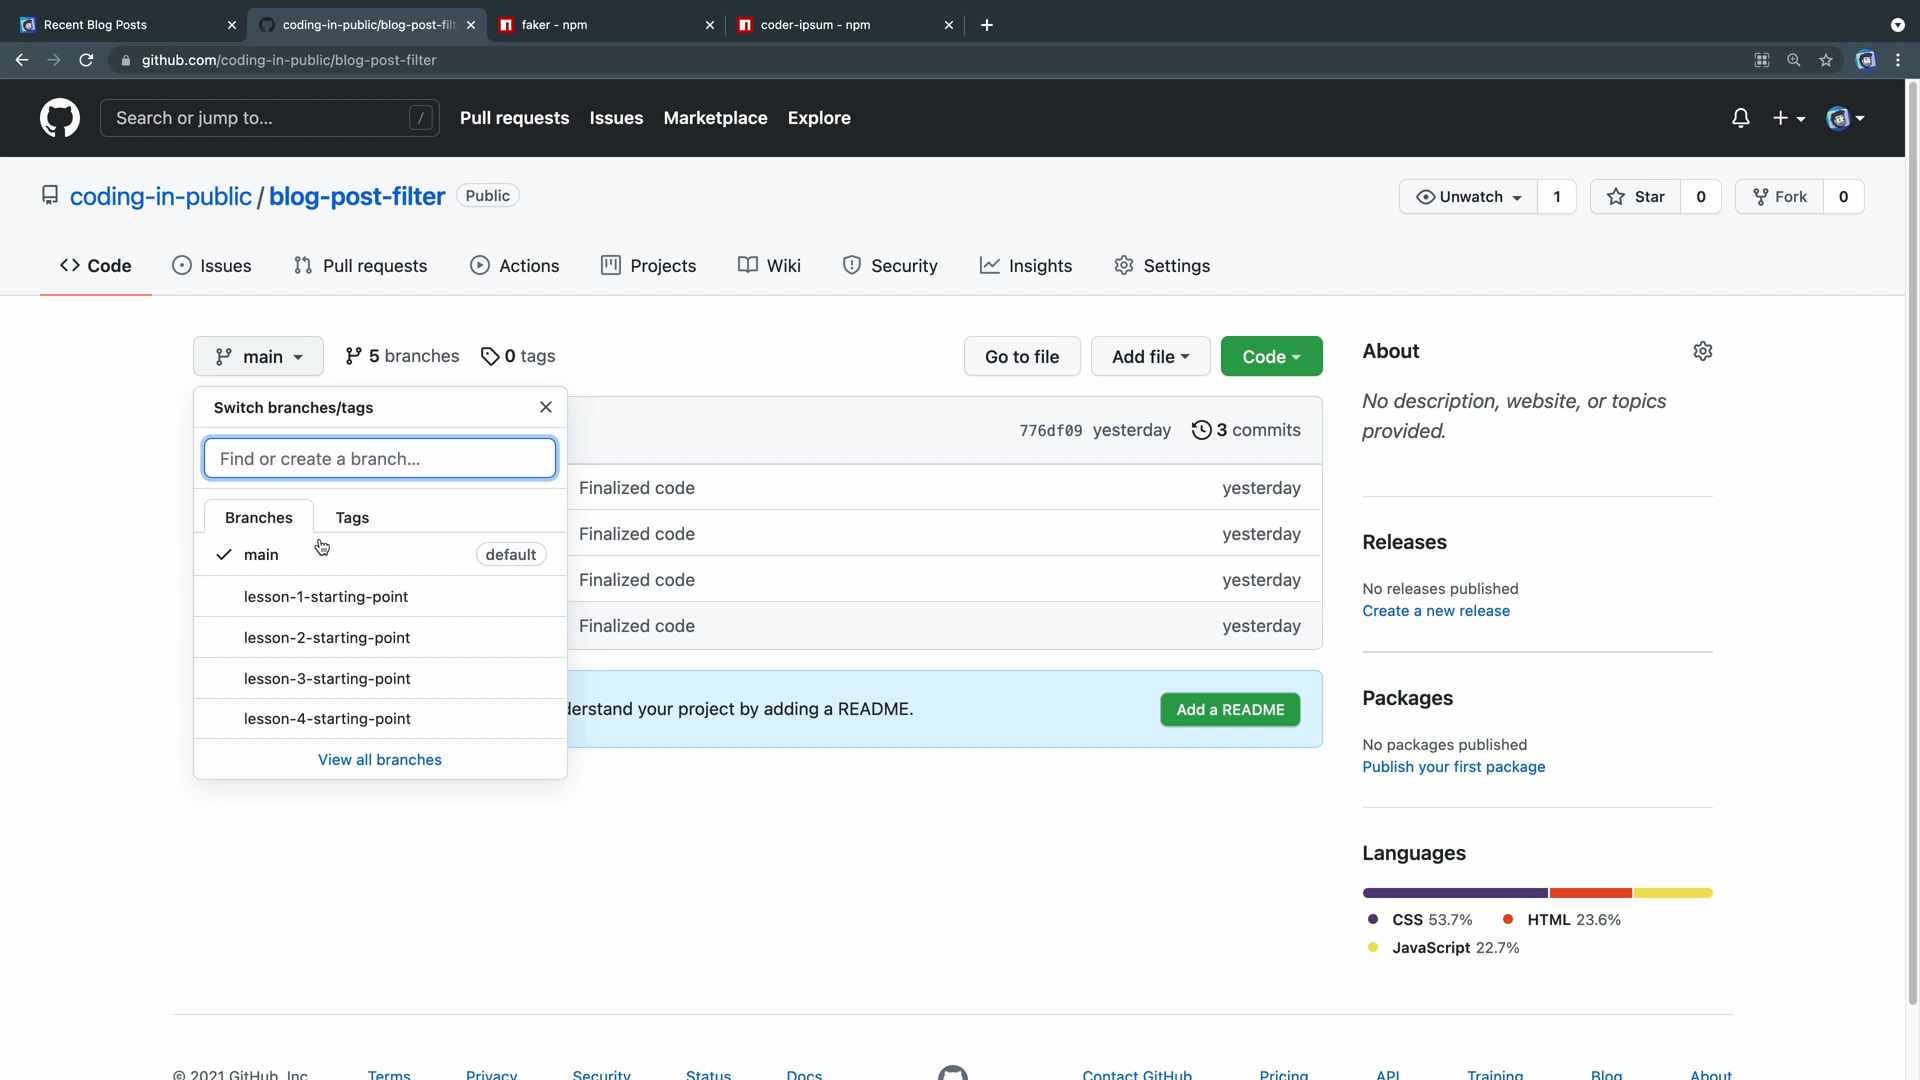 Recent Blog Posts
coding-in-public/blog-post-filt
faker - npm
coder-ipsum - npm
github.com/coding-in-public/blog-post-filter
Search or jump to... /
Pull requests Issues Marketplace Explore
coding-in-public / blog-post-filter Public
Unwatch 1 Star 0 Fork 0
<> Code Issues Pull requests Actions Projects Wiki Security Insights Settings
main 5 branches 0 tags
Go to file Add file Code
Switch branches/tags
Find or create a branch...
Branches Tags
main default
lesson-1-starting-point
lesson-2-starting-point
lesson-3-starting-point
lesson-4-starting-point
View all branches
776df09 yesterday 3 commits
Finalized code yesterday
Finalized code yesterday
Finalized code yesterday
Finalized code yesterday
derstand your project by adding a README.
Add a README
About
No description, website, or topics
provided.
Releases
No releases published
Create a new release
Packages
No packages published
Publish your first package
Languages
CSS 53.7% HTML 23.6%
JavaScript 22.7%
© 2021 GitHub, Inc. Terms Privacy Security Status Docs Contact GitHub Pricing API Training Blog About